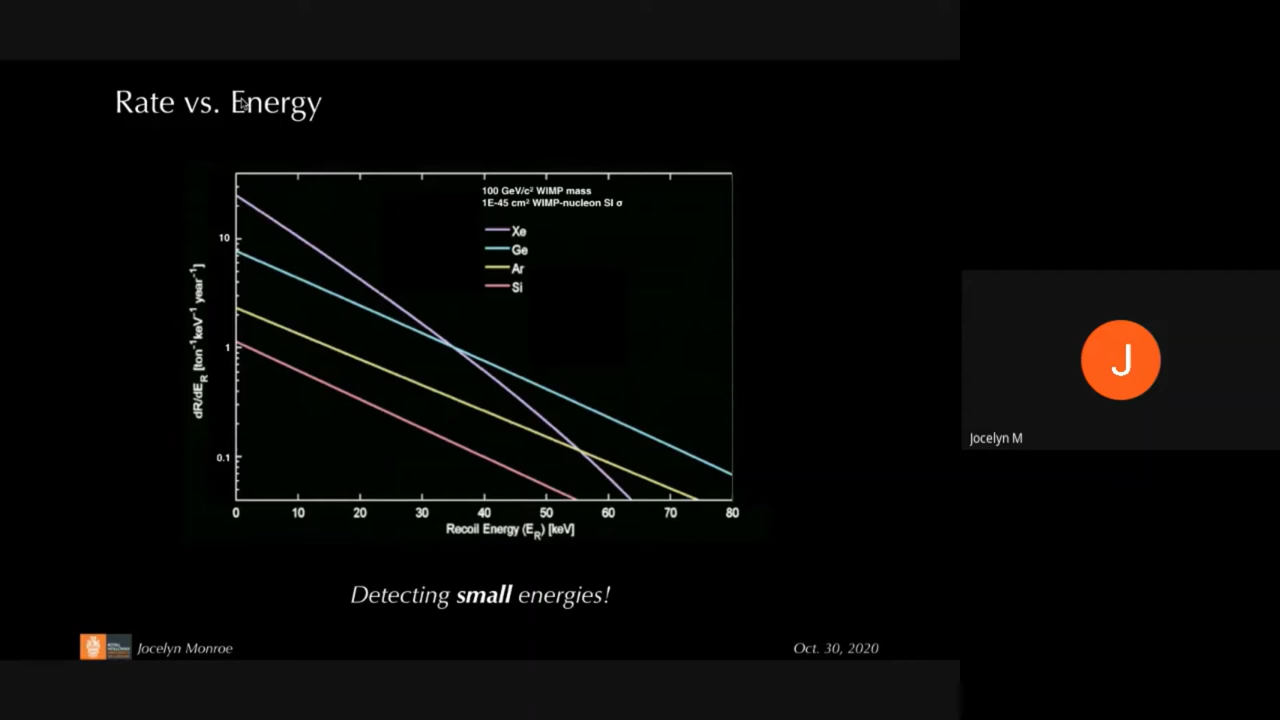 Rate vs. Energy
100 GeV/c² WIMP mass
1E-45 cm² WIMP-nucleon SI σ
Xe
Ge
Ar
Si
10
1
0.1
dR/dE_R [ton⁻¹keV⁻¹ year⁻¹]
0 10 20 30 40 50 60 70 80
Recoil Energy (E_R) [keV]
Detecting small energies!
Jocelyn Monroe
Oct. 30, 2020
J
Jocelyn M